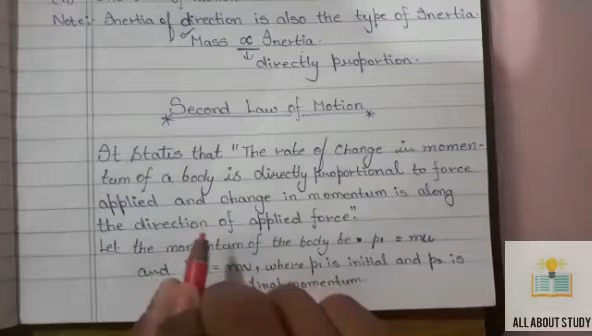 Note: Inertia of direction is also the type of Inertia.
Mass ∝ Inertia.
↓
directly proportion.
* Second Law of Motion *
It States that "The rate of change in momen-
tum of a body is directly proportional to force
applied and change in momentum is along
the direction of applied force."
Let the momentum of the body be p₁ = mu
and = mv, where p₁ is initial and p₂ is
final momentum.
ALL ABOUT STUDY